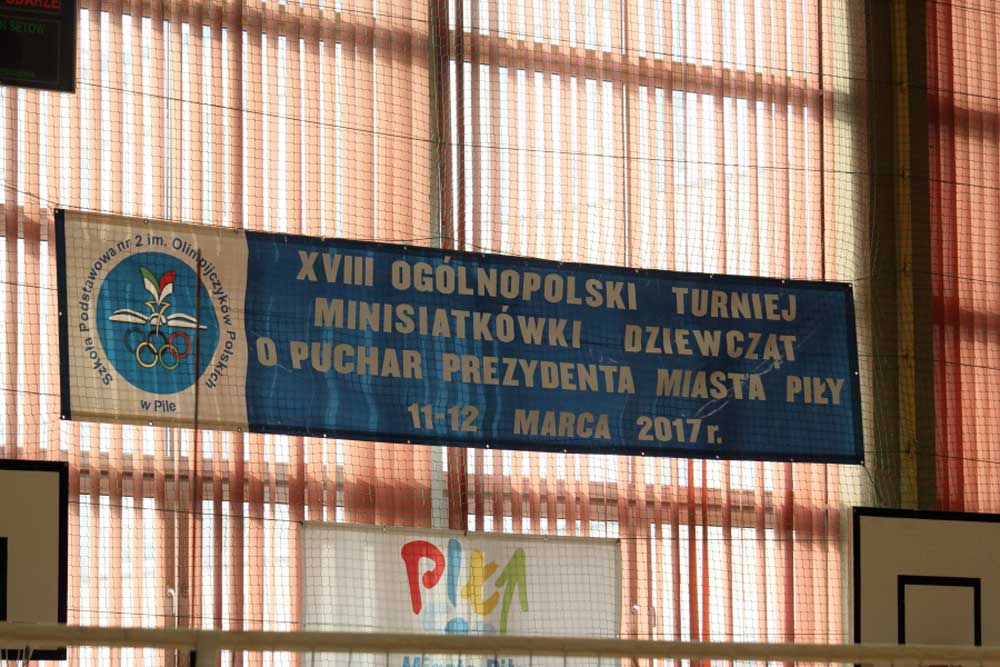 Szkoła Podstawowa nr 2 im. Olimpijczyków Polskich
w Pile
XVIII OGÓLNOPOLSKI TURNIEJ
MINISIATKÓWKI DZIEWCZĄT
O PUCHAR PREZYDENTA MIASTA PIŁY
11-12 MARCA 2017 r.
Piła